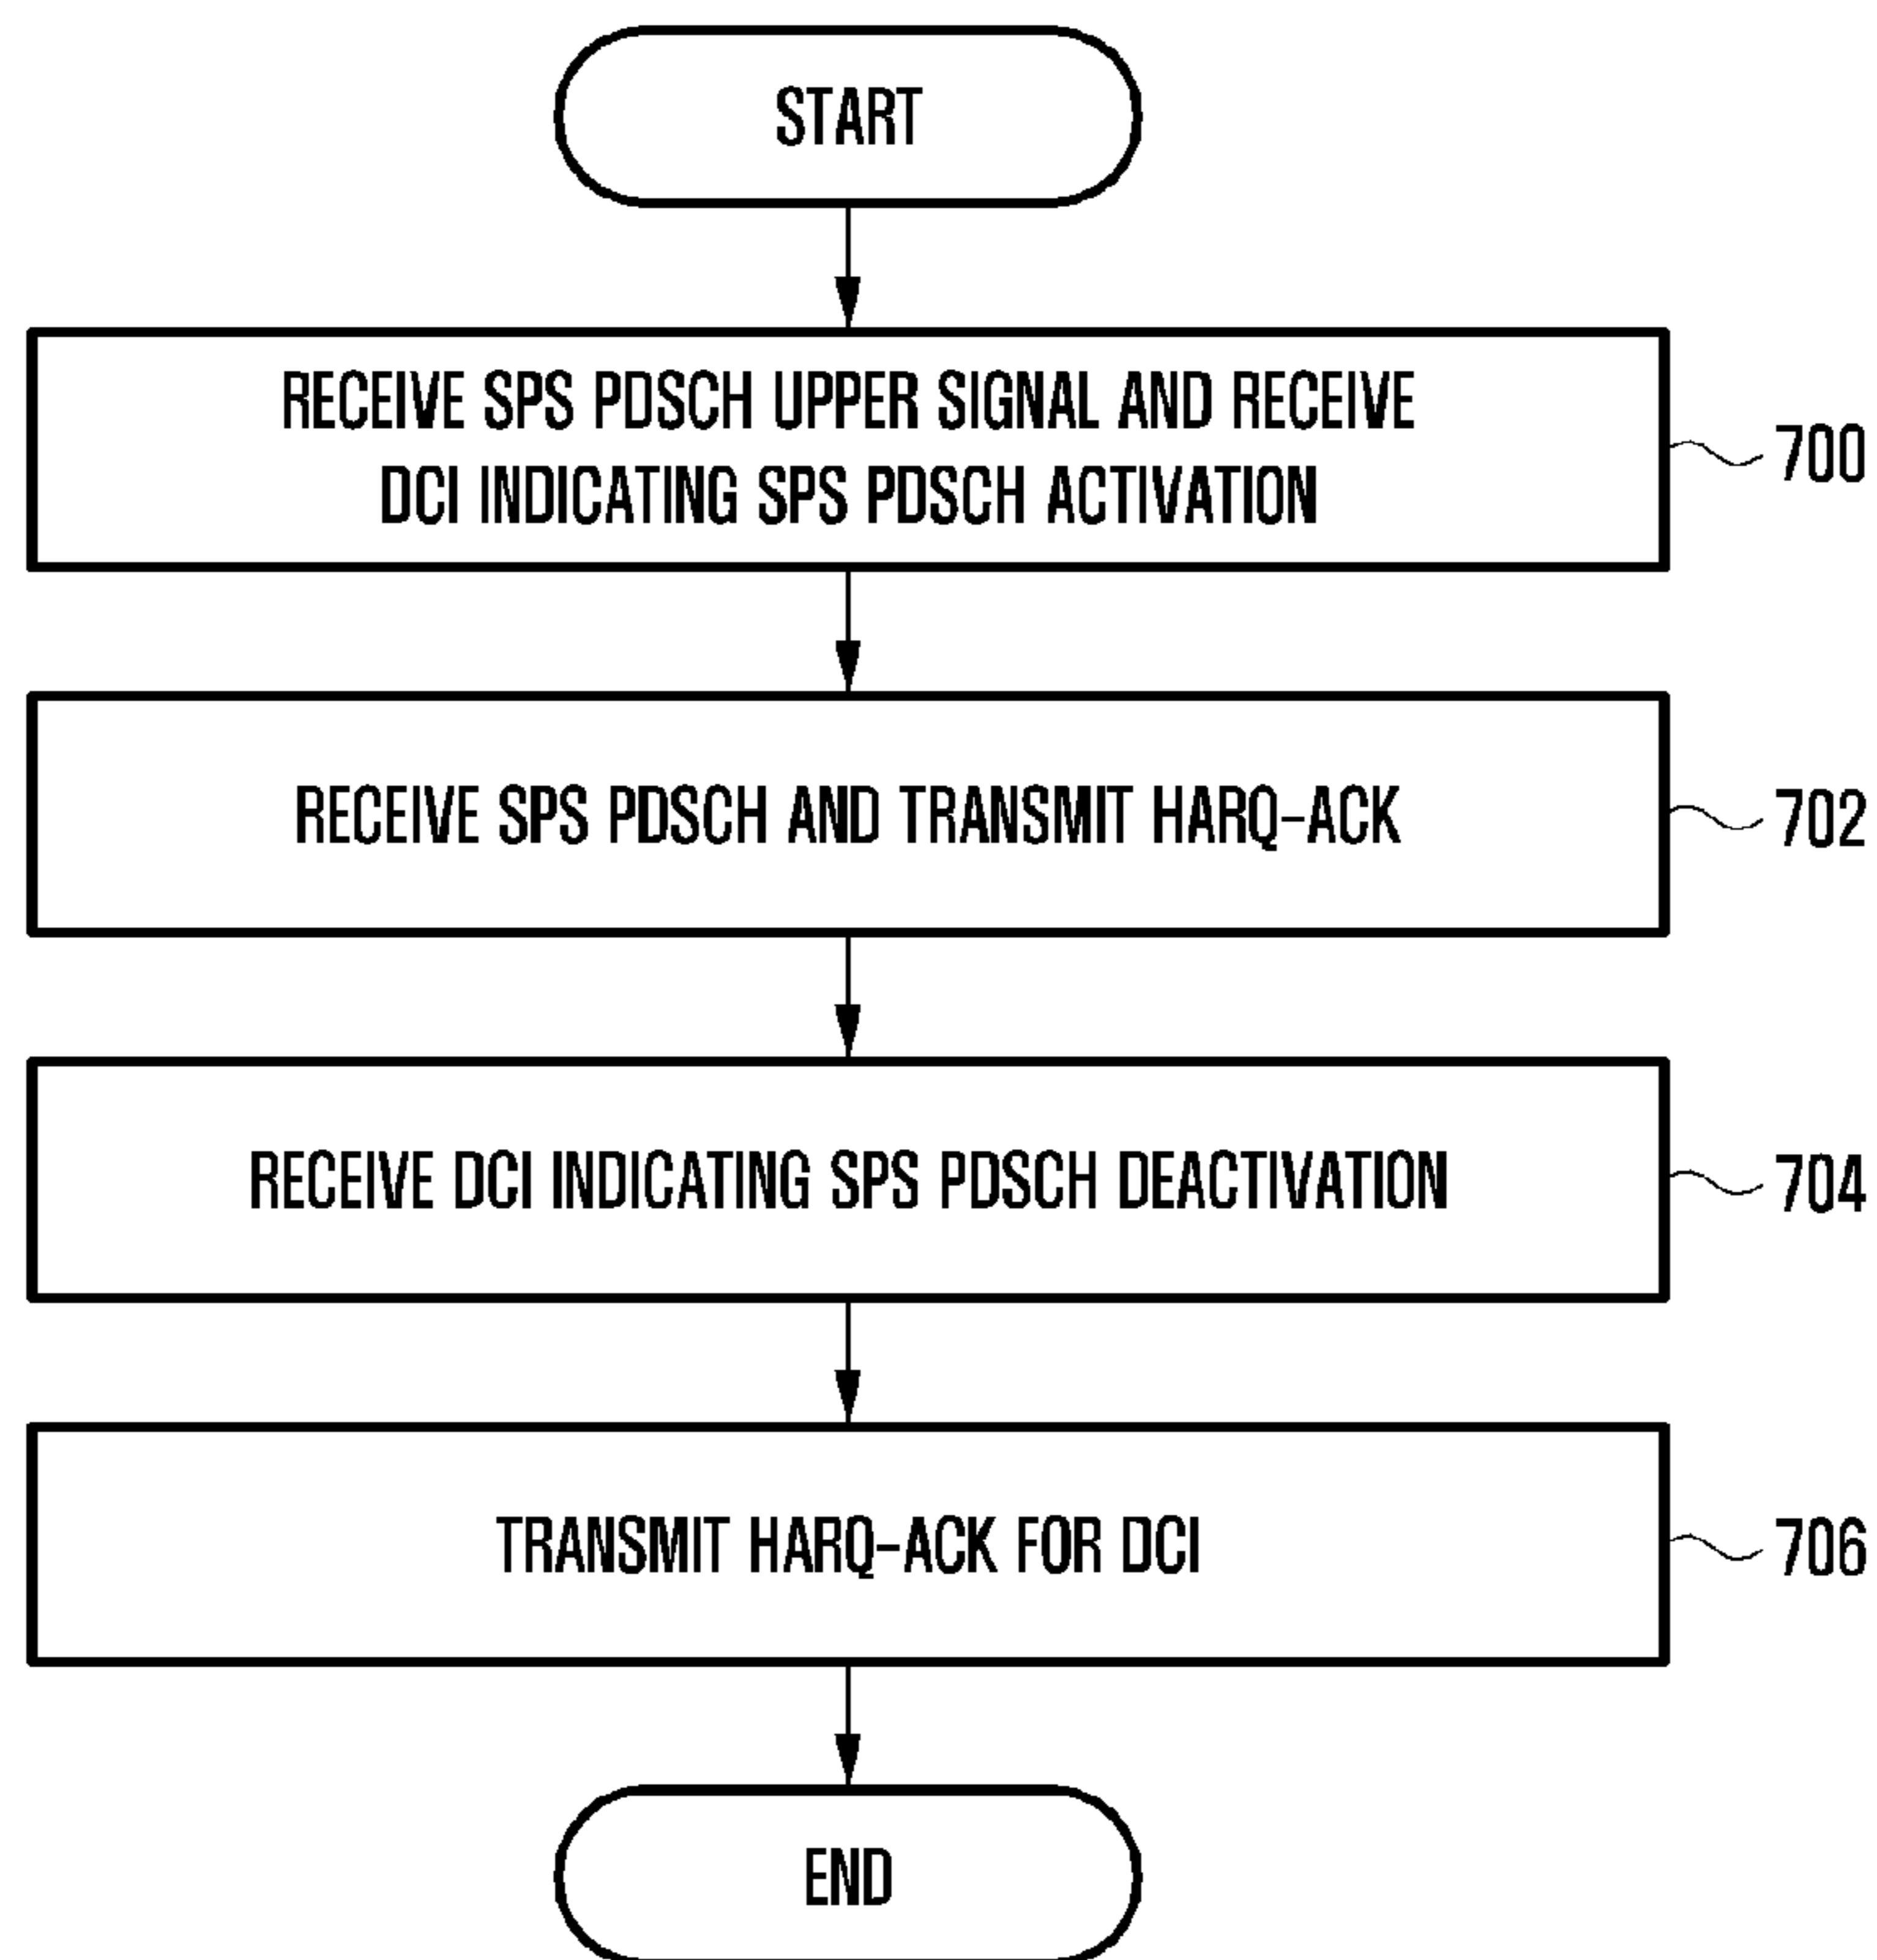 START
RECEIVE SPS PDSCH UPPER SIGNAL AND RECEIVE
DCI INDICATING SPS PDSCH ACTIVATION
700
RECEIVE SPS PDSCH AND TRANSMIT HARQ-ACK
702
RECEIVE DCI INDICATING SPS PDSCH DEACTIVATION
704
TRANSMIT HARQ-ACK FOR DCI
706
END